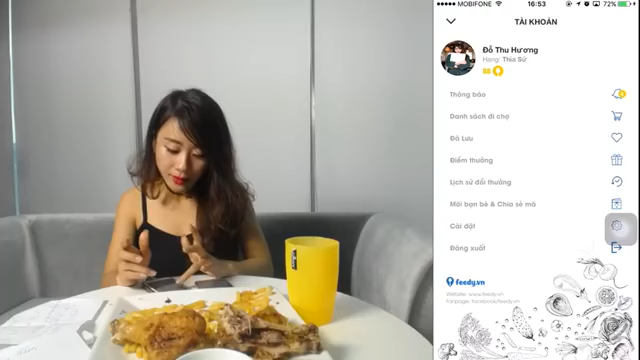 MOBIFONE 16:53 72%
TÀI KHOẢN
Đỗ Thu Hương
Hạng: Thìa Sứ
Thông báo
Danh sách đi chợ
Đã Lưu
Điểm thưởng
Lịch sử đổi thưởng
Mời bạn bè & Chia sẻ mã
Cài đặt
Đăng xuất
feedy.vn
Website: www.feedy.vn
Fanpage: facebook/feedy.vn